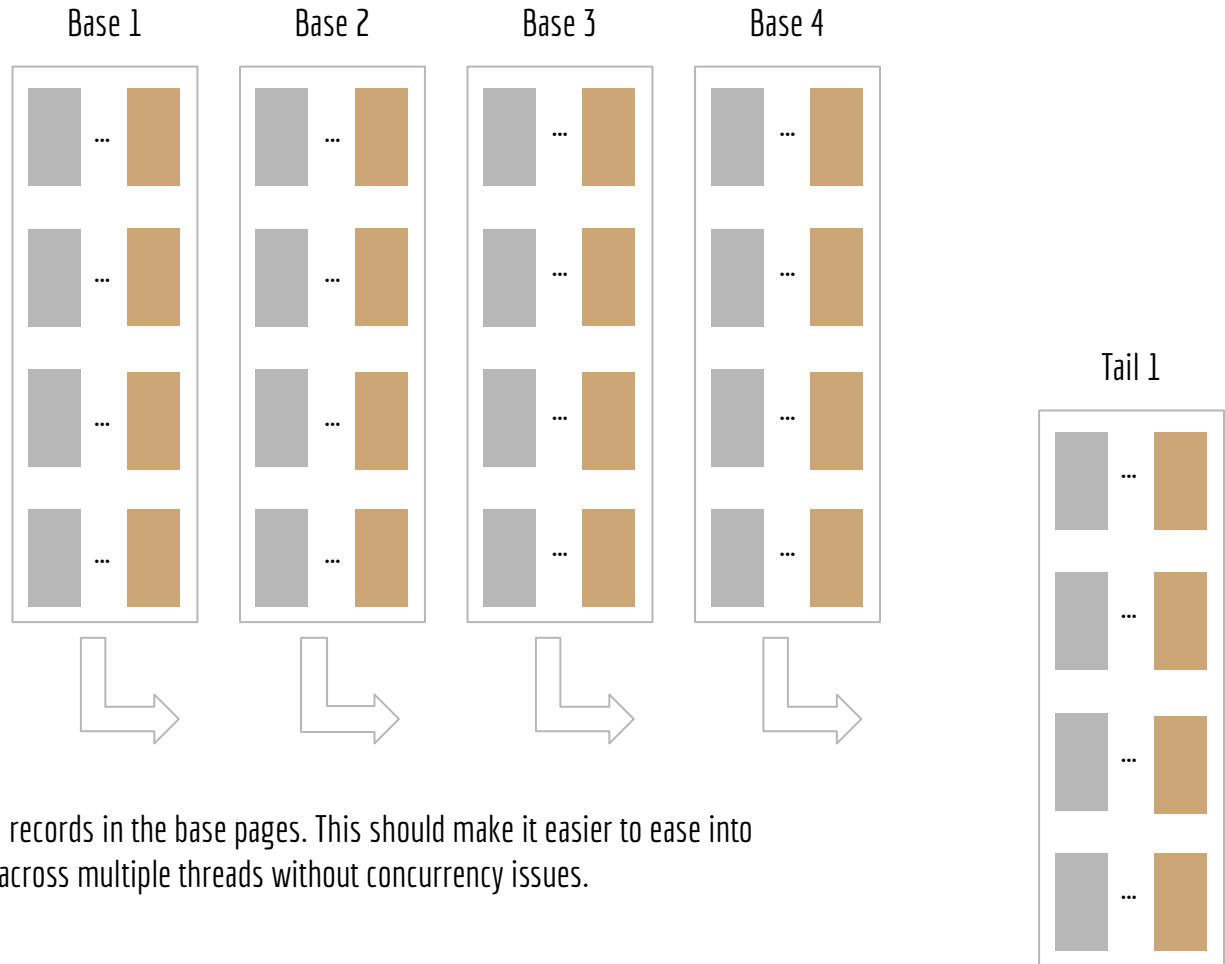 Base 1
Base 2
Base 3
Base 4
... ... ... ...
... ... ... ...
... ... ... ...
... ... ... ...
Tail 1
...
...
...
...
records in the base pages. This should make it easier to ease into
across multiple threads without concurrency issues.